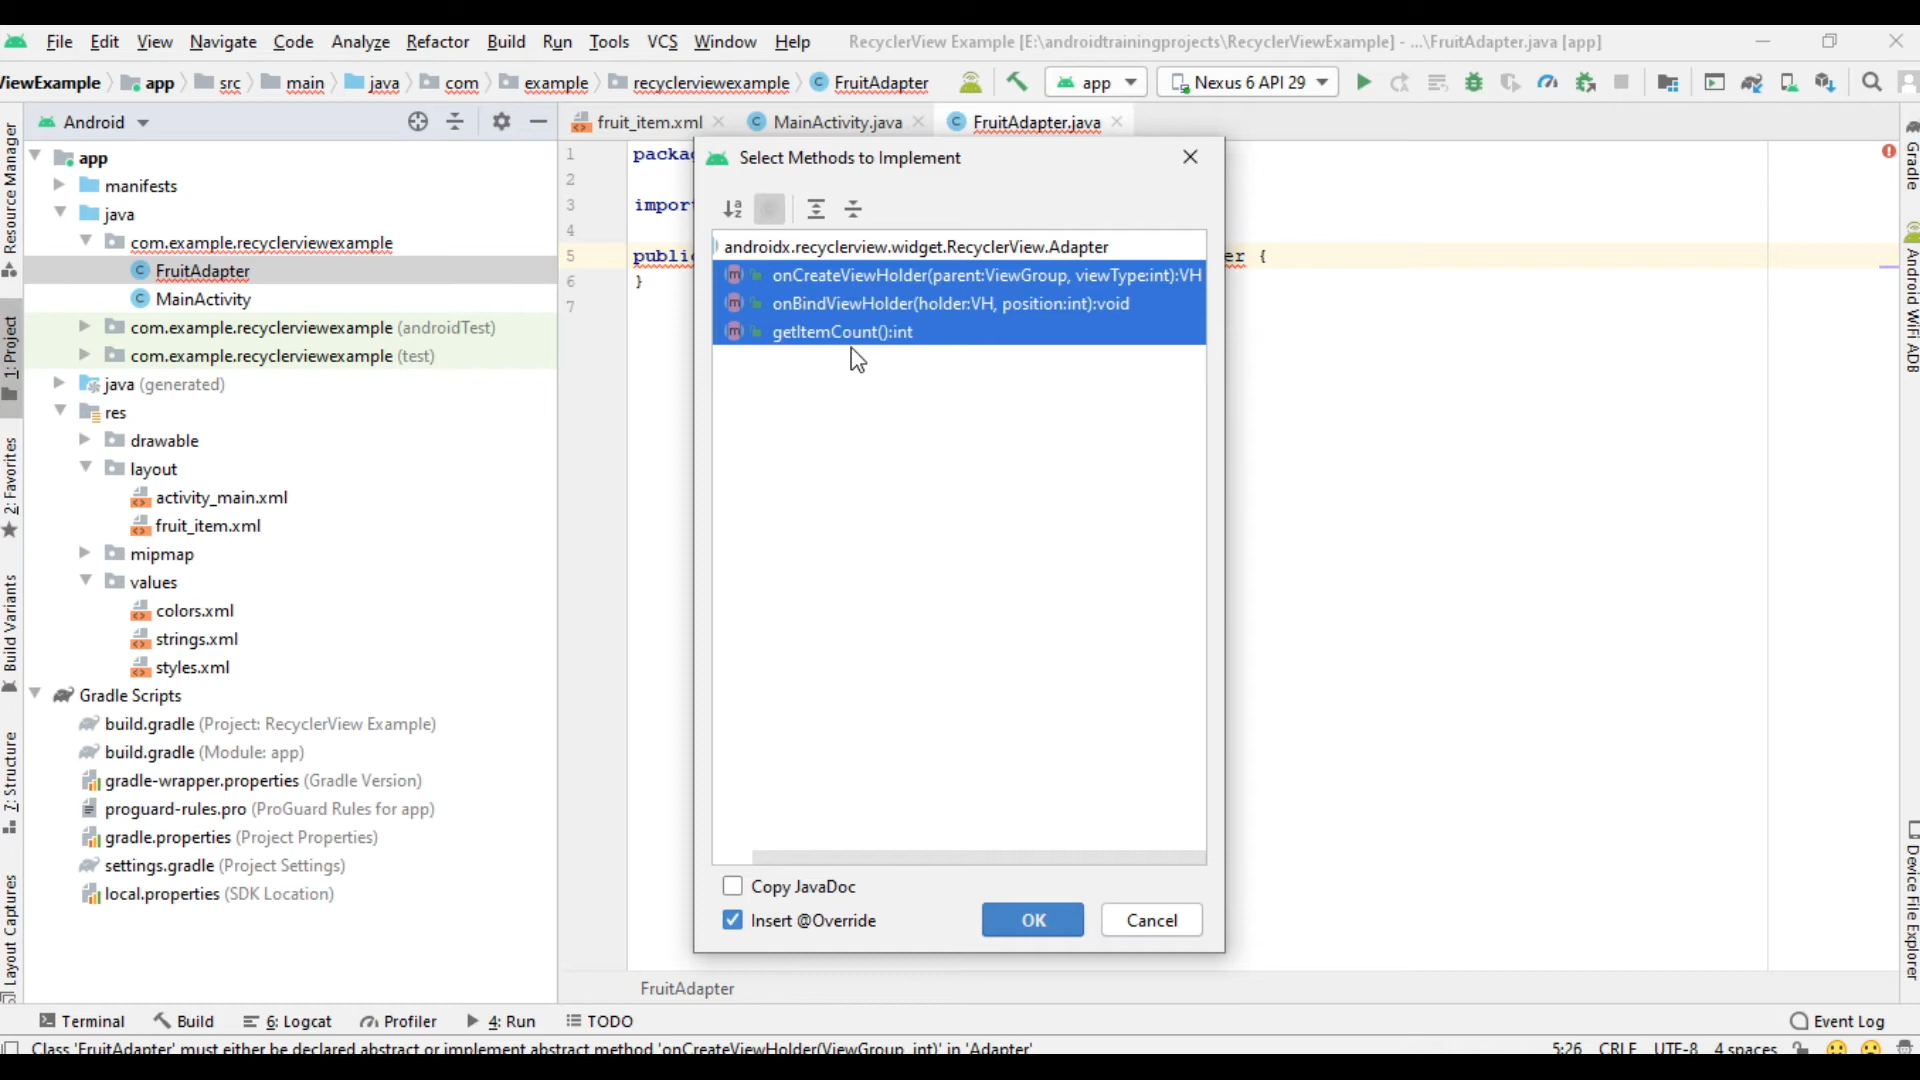 File Edit View Navigate Code Analyze Refactor Build Run Tools VCS Window Help RecyclerView Example [E:\androidtrainingprojects\RecyclerViewExample] - ...\FruitAdapter.java [app]
ViewExample app src main java com example recyclerviewexample FruitAdapter app Nexus 6 API 29
Android
fruit_item.xml MainActivity.java FruitAdapter.java
Resource Manager
1: Project
2: Favorites
Build Variants
7: Structure
Layout Captures
app
manifests
java
com.example.recyclerviewexample
FruitAdapter
MainActivity
com.example.recyclerviewexample (androidTest)
com.example.recyclerviewexample (test)
java (generated)
res
drawable
layout
activity_main.xml
fruit_item.xml
mipmap
values
colors.xml
strings.xml
styles.xml
Gradle Scripts
build.gradle (Project: RecyclerView Example)
build.gradle (Module: app)
gradle-wrapper.properties (Gradle Version)
proguard-rules.pro (ProGuard Rules for app)
gradle.properties (Project Properties)
settings.gradle (Project Settings)
local.properties (SDK Location)
1 packa
2
3 impor
4
5 public er {
6 }
7
Select Methods to Implement
androidx.recyclerview.widget.RecyclerView.Adapter
m onCreateViewHolder(parent:ViewGroup, viewType:int):VH
m onBindViewHolder(holder:VH, position:int):void
m getItemCount():int
Copy JavaDoc
Insert @Override
OK Cancel
FruitAdapter
Gradle
Android WiFi ADB
Device File Explorer
Terminal Build 6: Logcat Profiler 4: Run TODO Event Log
Class 'FruitAdapter' must either be declared abstract or implement abstract method 'onCreateViewHolder(ViewGroup, int)' in 'Adapter' 5:26 CRLF UTF-8 4 spaces